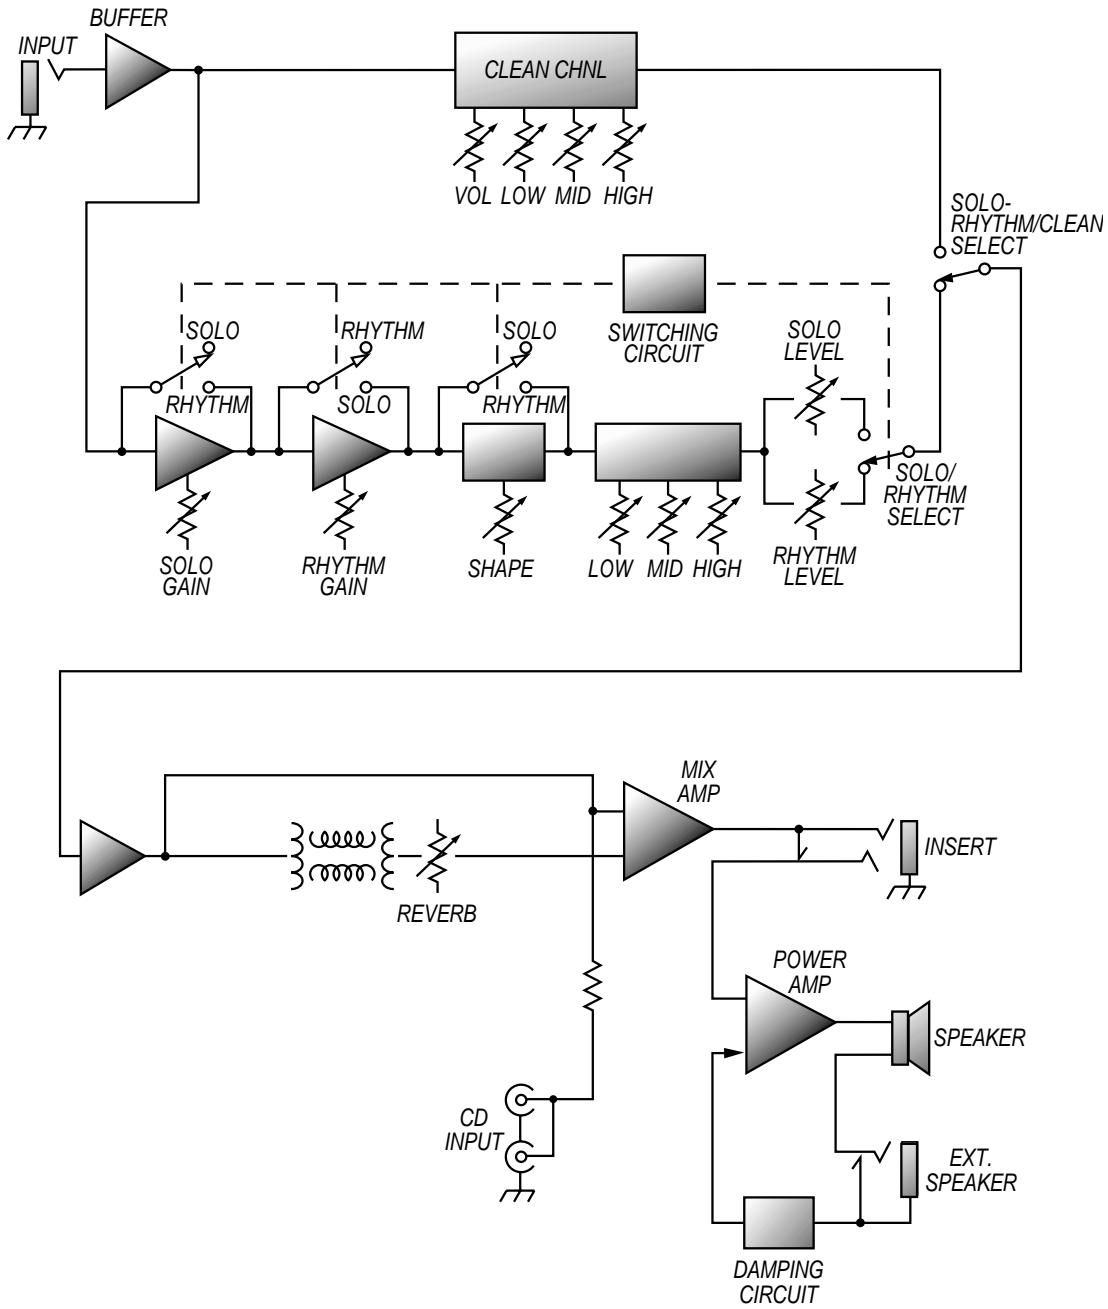 BUFFER
INPUT
CLEAN CHNL
VOL LOW MID HIGH
SOLO-
RHYTHM/CLEAN
SELECT
SWITCHING
CIRCUIT
SOLO
RHYTHM
RHYTHM
SOLO
SOLO
RHYTHM
SOLO
LEVEL
SOLO/
RHYTHM
SELECT
SOLO
GAIN
RHYTHM
GAIN
SHAPE
LOW MID HIGH
RHYTHM
LEVEL
MIX
AMP
REVERB
INSERT
POWER
AMP
SPEAKER
CD
INPUT
EXT.
SPEAKER
DAMPING
CIRCUIT